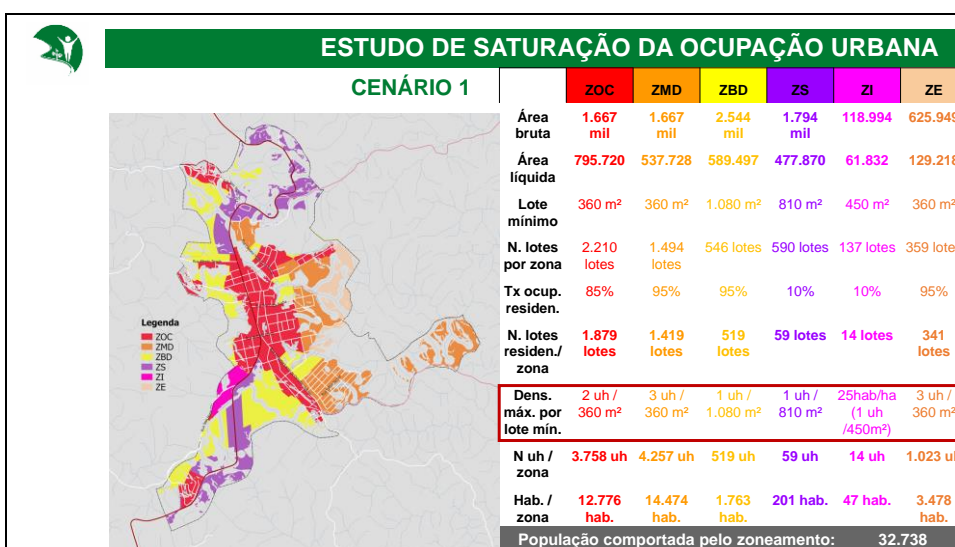 ESTUDO DE SATURAÇÃO DA OCUPAÇÃO URBANA
CENÁRIO 1
ZOC ZMD ZBD ZS ZI ZE
Área bruta 1.667 mil 1.667 mil 2.544 mil 1.794 mil 118.994 625.949
Área líquida 795.720 537.728 589.497 477.870 61.832 129.218
Lote mínimo 360 m² 360 m² 1.080 m² 810 m² 450 m² 360 m²
N. lotes por zona 2.210 lotes 1.494 lotes 546 lotes 590 lotes 137 lotes 359 lote
Tx ocup. residen. 85% 95% 95% 10% 10% 95%
N. lotes residen./ zona 1.879 lotes 1.419 lotes 519 lotes 59 lotes 14 lotes 341 lotes
Dens. máx. por lote mín. 2 uh / 360 m² 3 uh / 360 m² 1 uh / 1.080 m² 1 uh / 810 m² 25hab/ha (1 uh /450m²) 3 uh / 360 m²
N uh / zona 3.758 uh 4.257 uh 519 uh 59 uh 14 uh 1.023 u
Hab. / zona 12.776 hab. 14.474 hab. 1.763 hab. 201 hab. 47 hab. 3.478 hab.
População comportada pelo zoneamento: 32.738
Legenda
ZOC
ZMD
ZBD
ZS
ZI
ZE